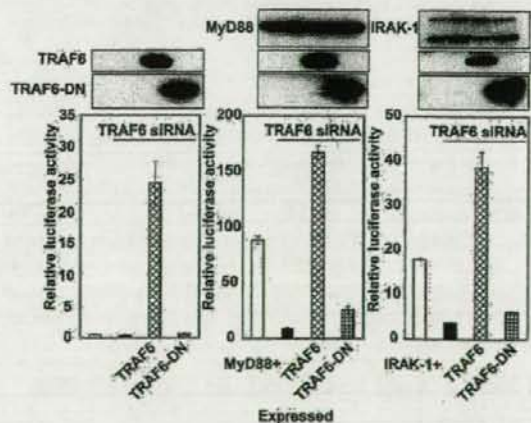 MyD88
IRAK-1
TRAF6
TRAF6-DN
TRAF6 siRNA
TRAF6 siRNA
TRAF6 siRNA
Relative luciferase activity
35
30
25
20
15
10
5
0
TRAF6
TRAF6-DN
Relative luciferase activity
200
150
100
50
0
MyD88+
TRAF6
TRAF6-DN
Relative luciferase activity
50
40
30
20
10
0
IRAK-1+
TRAF6
TRAF6-DN
Expressed